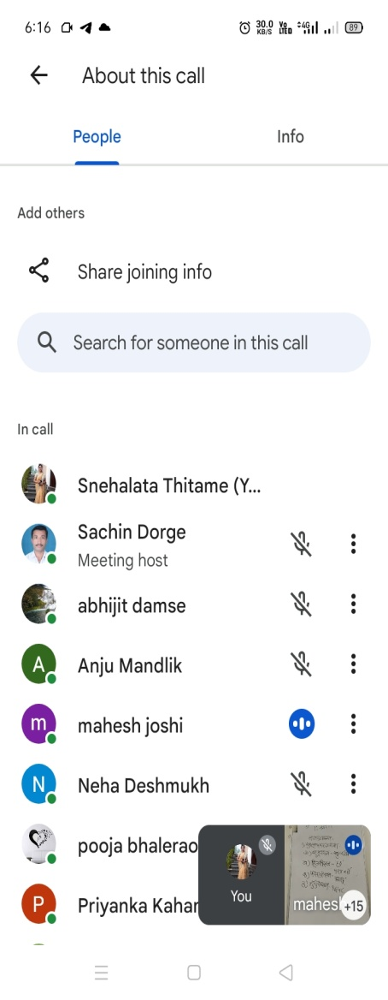 6:16
30.0
KB/S
Vo
LTED
4G
89
About this call
People
Info
Add others
Share joining info
Search for someone in this call
In call
Snehalata Thitame (Y...
Sachin Dorge
Meeting host
abhijit damse
A
Anju Mandlik
m
mahesh joshi
N
Neha Deshmukh
pooja bhalerao
P
Priyanka Kahar
You
mahesl
+15